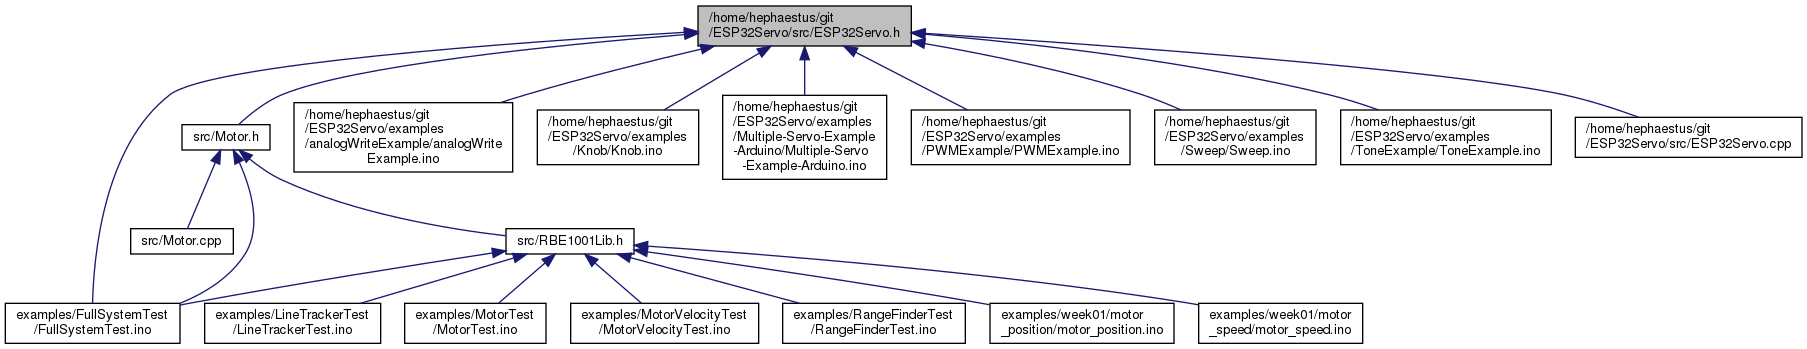 /home/hephaestus/git
/ESP32Servo/src/ESP32Servo.h
src/Motor.h
/home/hephaestus/git
/ESP32Servo/examples
/analogWriteExample/analogWrite
Example.ino
/home/hephaestus/git
/ESP32Servo/examples
/Knob/Knob.ino
/home/hephaestus/git
/ESP32Servo/examples
/Multiple-Servo-Example
-Arduino/Multiple-Servo
-Example-Arduino.ino
/home/hephaestus/git
/ESP32Servo/examples
/PWMExample/PWMExample.ino
/home/hephaestus/git
/ESP32Servo/examples
/Sweep/Sweep.ino
/home/hephaestus/git
/ESP32Servo/examples
/ToneExample/ToneExample.ino
/home/hephaestus/git
/ESP32Servo/src/ESP32Servo.cpp
src/Motor.cpp
src/RBE1001Lib.h
examples/FullSystemTest
/FullSystemTest.ino
examples/LineTrackerTest
/LineTrackerTest.ino
examples/MotorTest
/MotorTest.ino
examples/MotorVelocityTest
/MotorVelocityTest.ino
examples/RangeFinderTest
/RangeFinderTest.ino
examples/week01/motor
_position/motor_position.ino
examples/week01/motor
_speed/motor_speed.ino